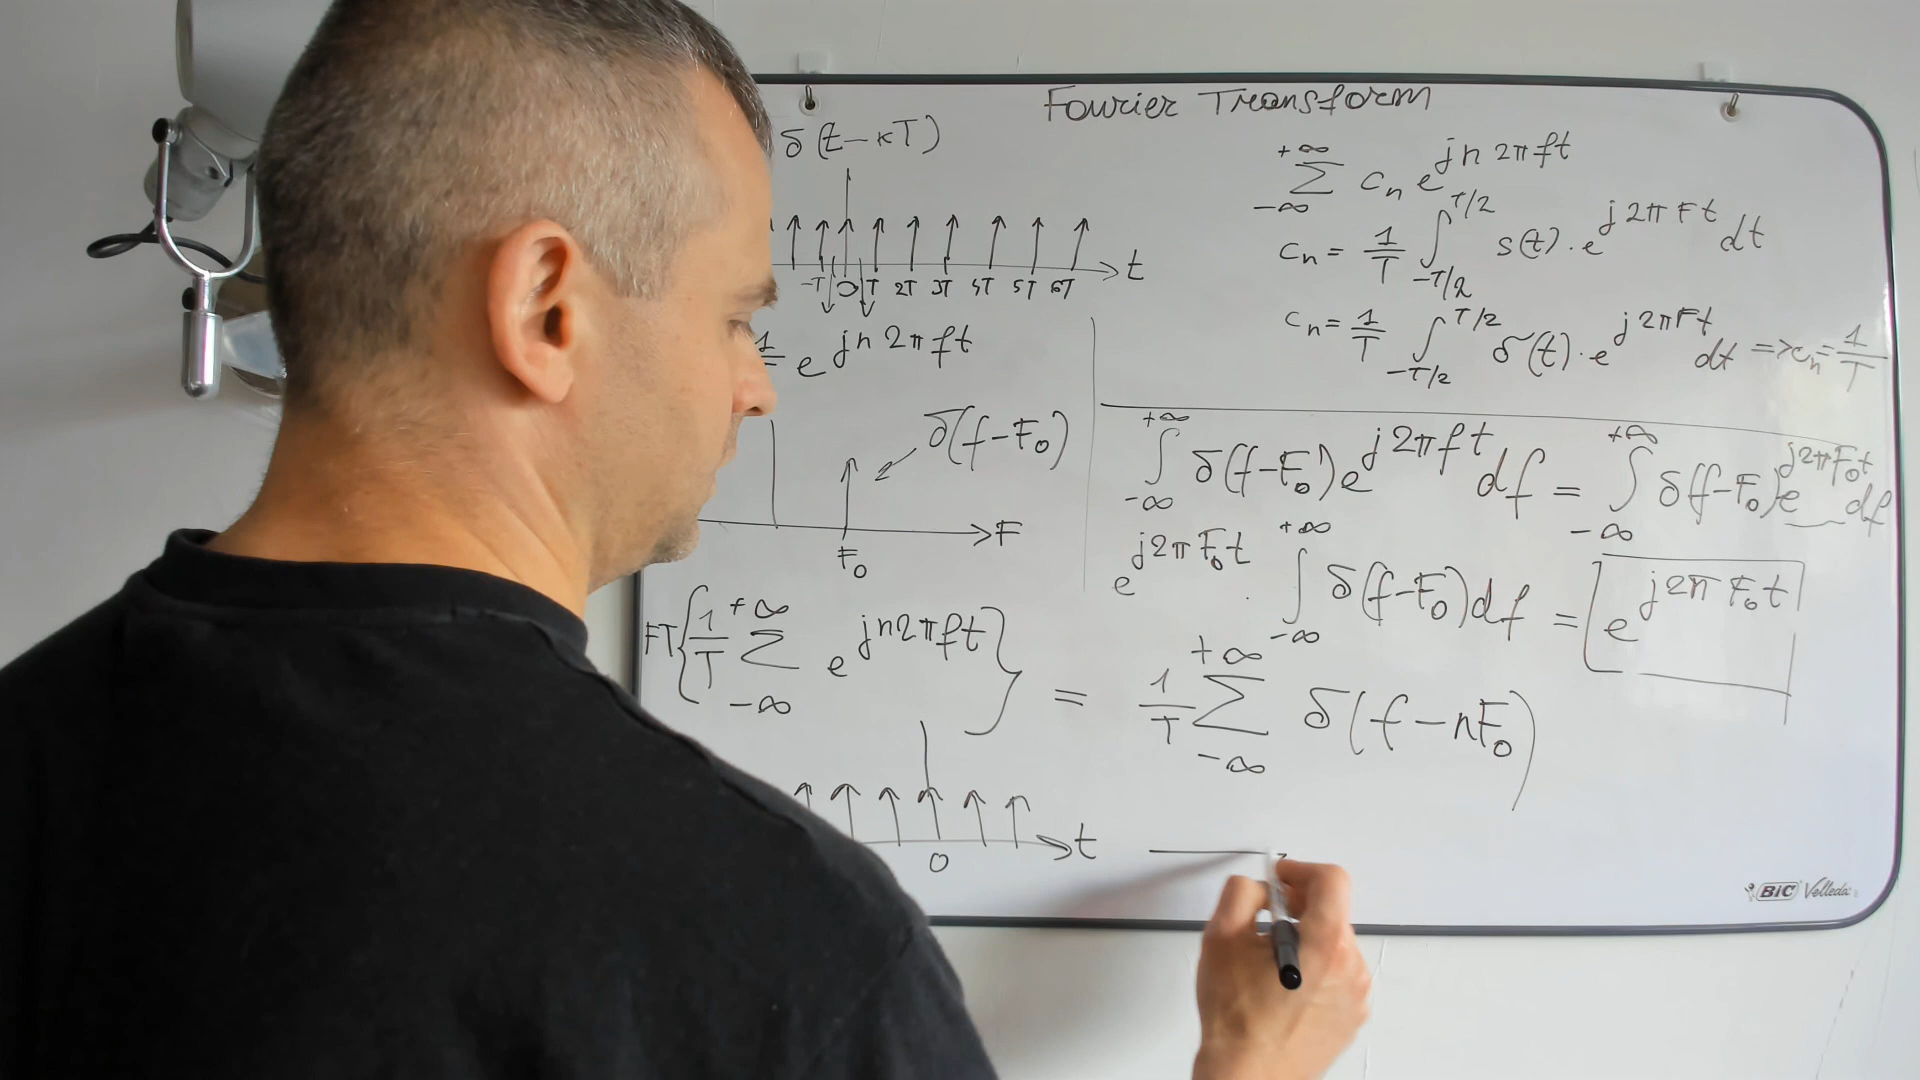 Fourier Transform
δ(t-kT)
-T 0 T 2T 3T 4T 5T 6T t
1 e^{jn2πft}
δ(f-F₀)
F₀ F
FT{1/T ∑_{-∞}^{+∞} e^{jn2πft}} = 1/T ∑_{-∞}^{+∞} δ(f-nF₀)
0 t
∑_{-∞}^{+∞} cₙ e^{jn2πft}
cₙ = 1/T ∫_{-T/2}^{T/2} s(t)·e^{j2πFt} dt
cₙ = 1/T ∫_{-T/2}^{T/2} δ(t)·e^{j2πFt} dt => cₙ = 1/T
∫_{-∞}^{+∞} δ(f-F₀)e^{j2πft} df = ∫_{-∞}^{+∞} δ(f-F₀)e^{j2πF₀t} df
e^{j2πF₀t} · ∫_{-∞}^{+∞} δ(f-F₀)df = e^{j2πF₀t}
BIC Velleda